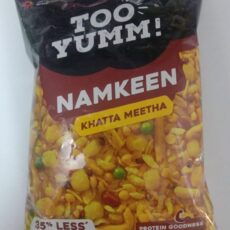 TOO
YUMM!
NAMKEEN
KHATTA MEETHA
35% LESS*
PROTEIN GOODNESS